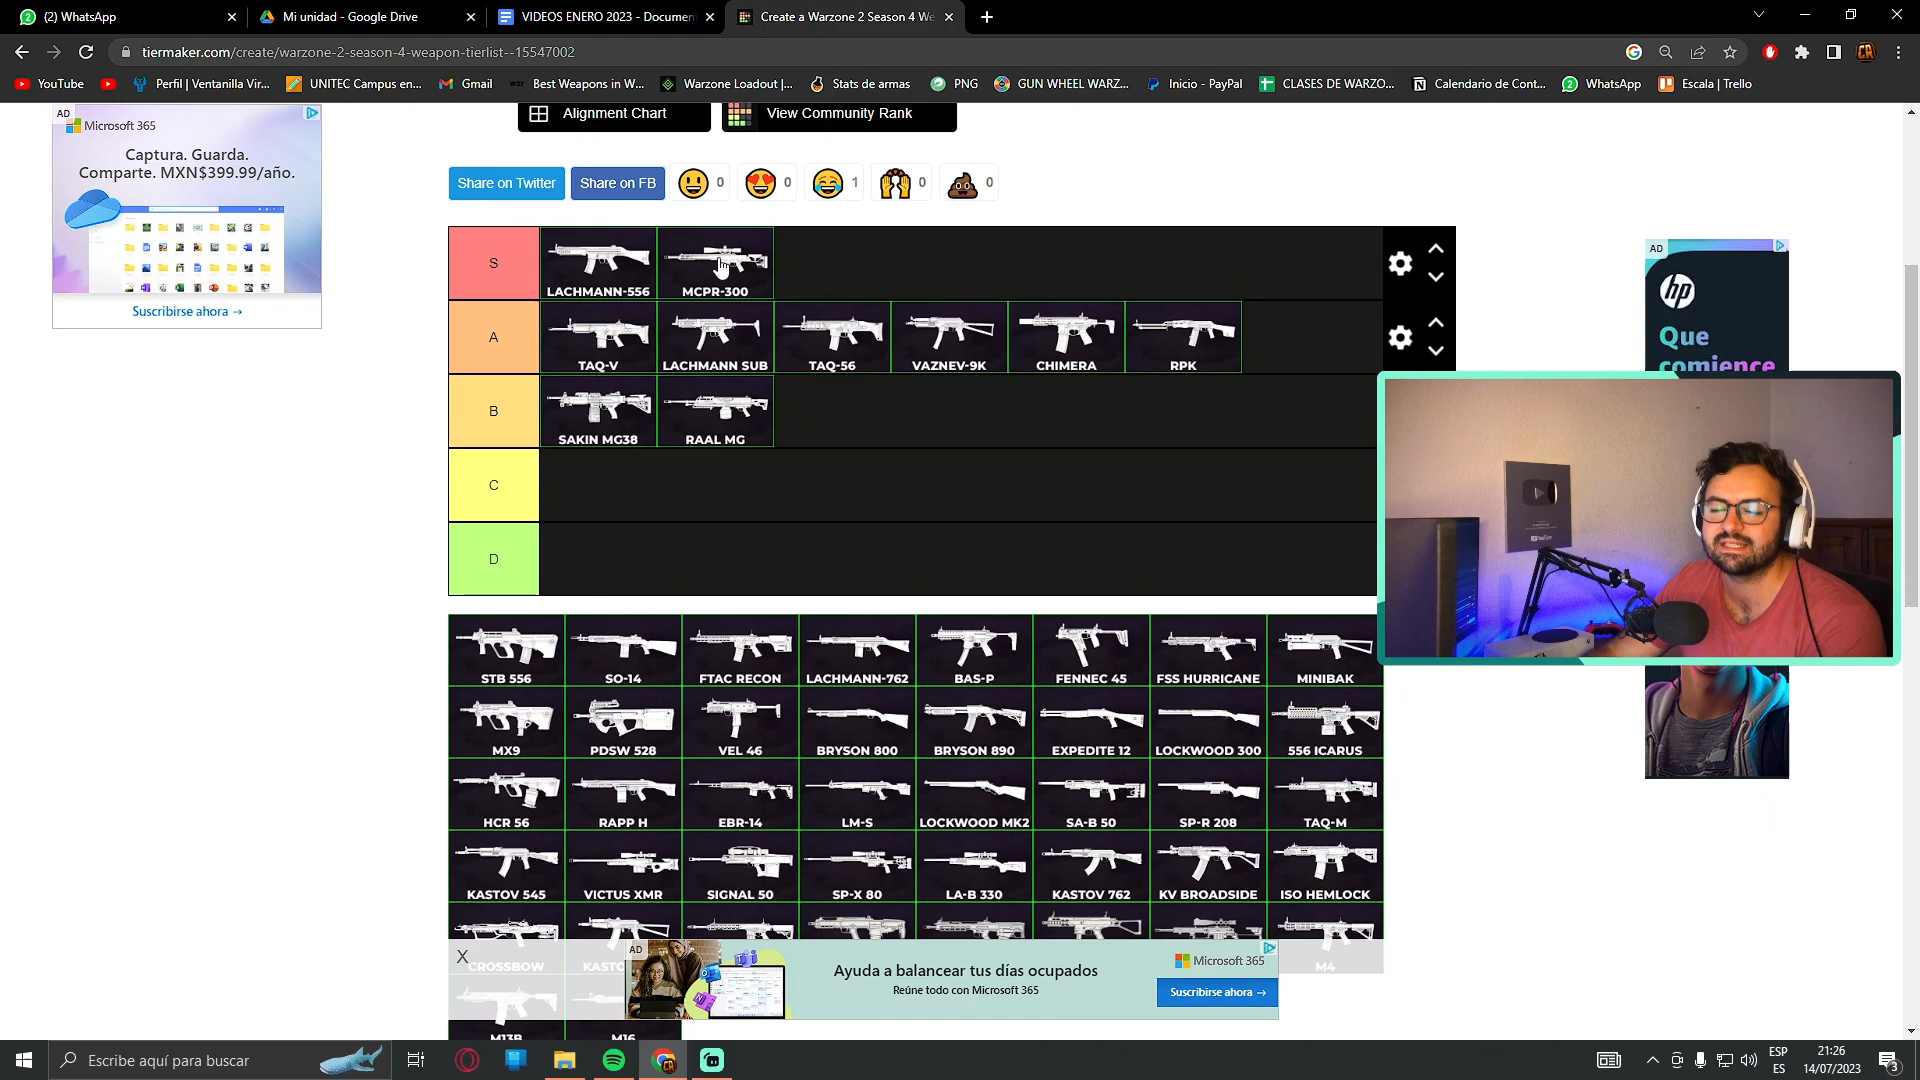 (2) WhatsApp
Mi unidad - Google Drive
VIDEOS ENERO 2023 - Documen
Create a Warzone 2 Season 4 We
tiermaker.com/create/warzone-2-season-4-weapon-tierlist--15547002
YouTube
Perfil | Ventanilla Vir...
UNITEC Campus en...
Gmail
Best Weapons in W...
Warzone Loadout |...
Stats de armas
PNG
GUN WHEEL WARZ...
Inicio - PayPal
CLASES DE WARZO...
Calendario de Cont...
WhatsApp
Escala | Trello
AD
Microsoft 365
Captura. Guarda.
Comparte. MXN$399.99/año.
Suscribirse ahora →
Alignment Chart
View Community Rank
Share on Twitter
Share on FB
0
0
1
0
0
S
LACHMANN-556
MCPR-300
A
TAQ-V
LACHMANN SUB
TAQ-56
VAZNEV-9K
CHIMERA
RPK
B
SAKIN MG38
RAAL MG
C
D
AD
hp
Que
comience
STB 556
SO-14
FTAC RECON
LACHMANN-762
BAS-P
FENNEC 45
FSS HURRICANE
MINIBAK
MX9
PDSW 528
VEL 46
BRYSON 800
BRYSON 890
EXPEDITE 12
LOCKWOOD 300
556 ICARUS
HCR 56
RAPP H
EBR-14
LM-S
LOCKWOOD MK2
SA-B 50
SP-R 208
TAQ-M
KASTOV 545
VICTUS XMR
SIGNAL 50
SP-X 80
LA-B 330
KASTOV 762
KV BROADSIDE
ISO HEMLOCK
CROSSBOW
KASTO
M4
M13B
M16
X
AD
Ayuda a balancear tus días ocupados
Reúne todo con Microsoft 365
Microsoft 365
Suscribirse ahora →
YouTube
Escribe aquí para buscar
ESP
ES
21:26
14/07/2023
3